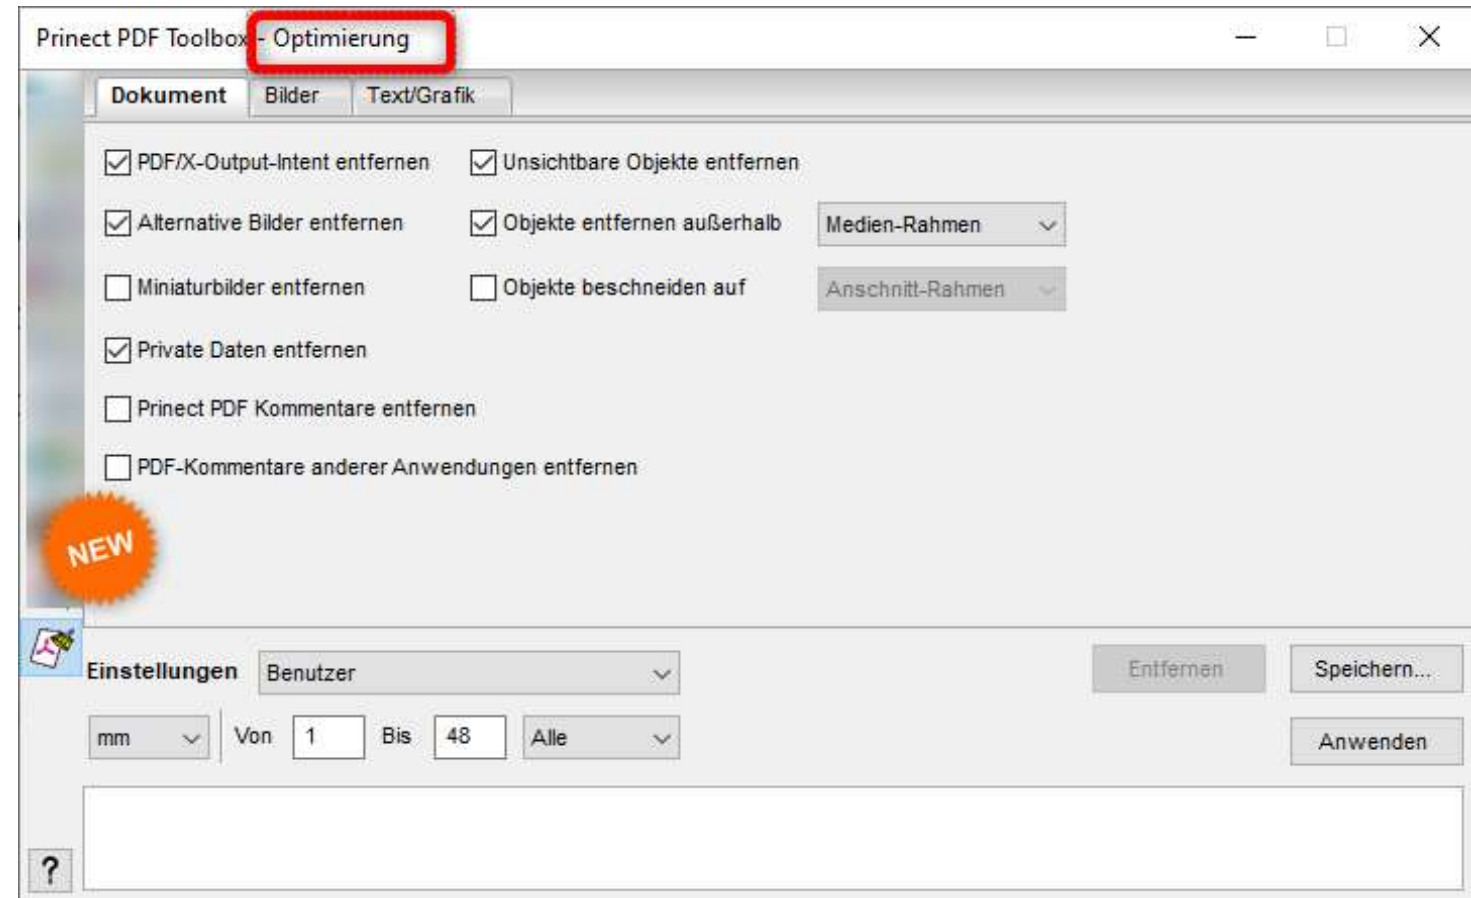 Prinect PDF Toolbox - Optimierung
Dokument Bilder Text/Grafik
PDF/X-Output-Intent entfernen Unsichtbare Objekte entfernen
Alternative Bilder entfernen Objekte entfernen außerhalb Medien-Rahmen
Miniaturbilder entfernen Objekte beschneiden auf Anschnitt-Rahmen
Private Daten entfernen
Prinect PDF Kommentare entfernen
PDF-Kommentare anderer Anwendungen entfernen
NEW
Einstellungen Benutzer Entfernen Speichern...
mm Von 1 Bis 48 Alle Anwenden
?